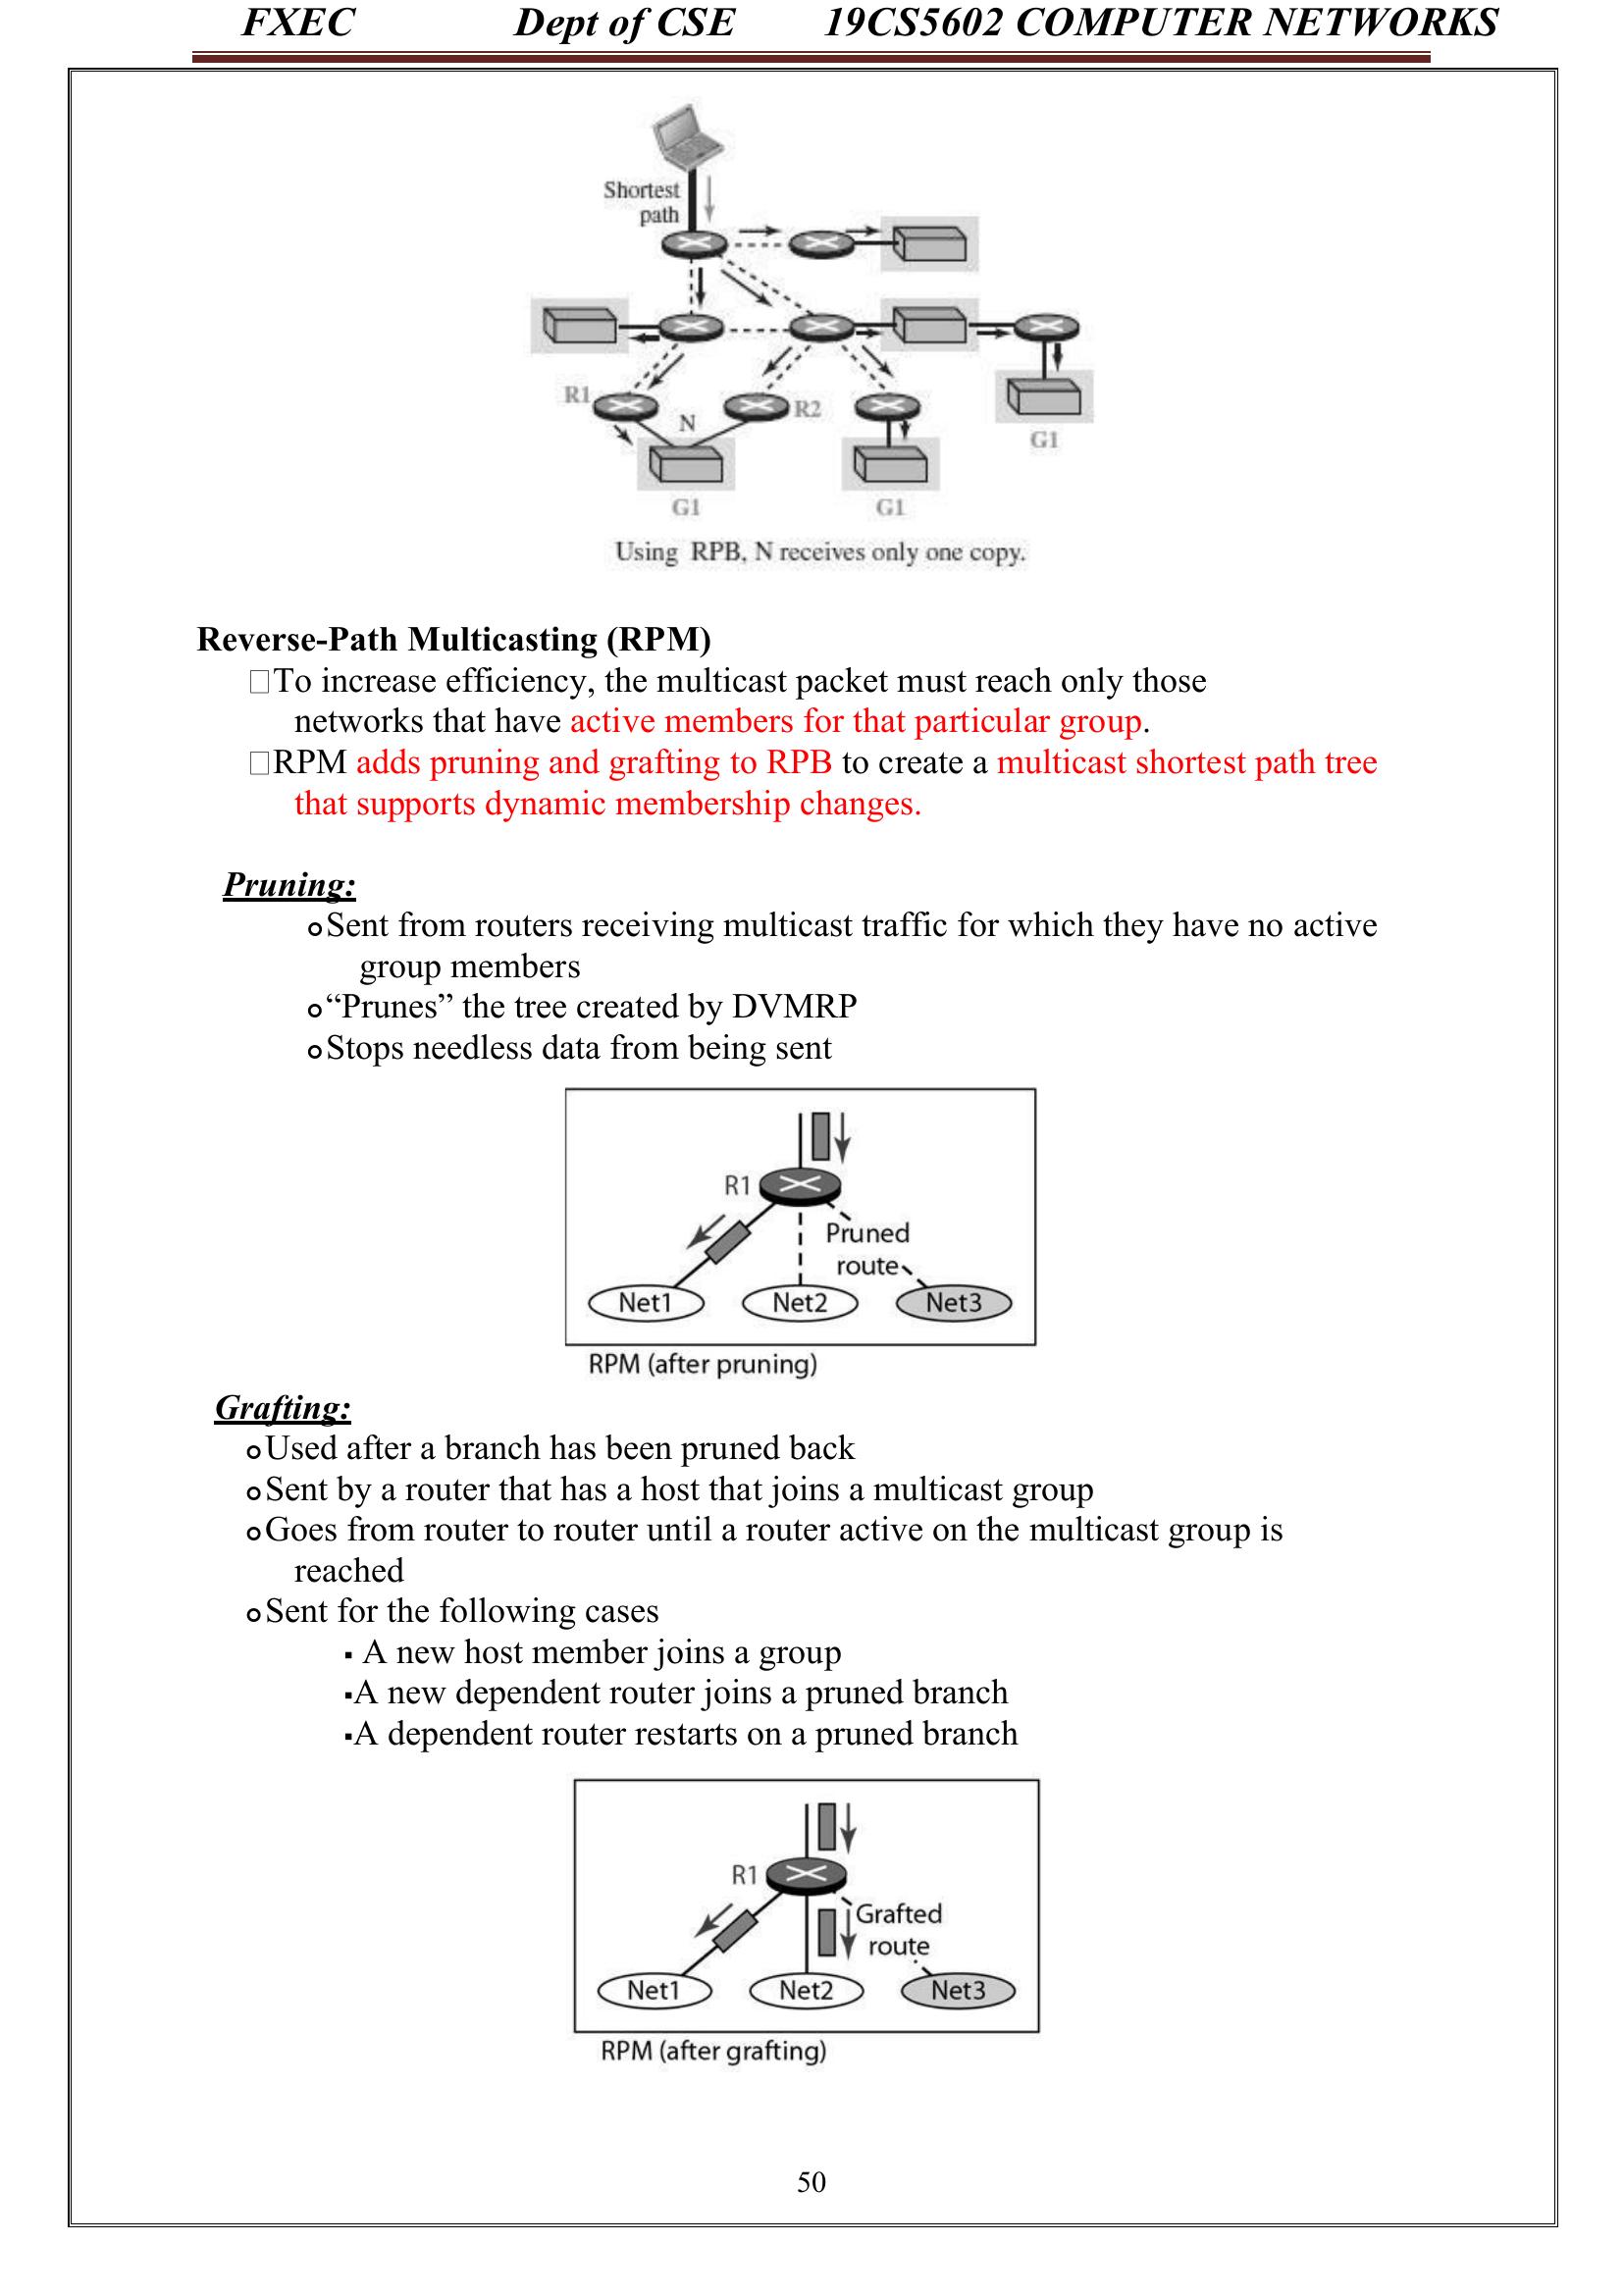 FXEC Dept of CSE 19CS5602 COMPUTER NETWORKS
Shortest
path
R1
N
R2
G1
G1
G1
Using RPB, N receives only one copy.
Reverse-Path Multicasting (RPM)
□To increase efficiency, the multicast packet must reach only those
networks that have active members for that particular group.
□RPM adds pruning and grafting to RPB to create a multicast shortest path tree
that supports dynamic membership changes.
Pruning:
oSent from routers receiving multicast traffic for which they have no active
group members
o“Prunes” the tree created by DVMRP
oStops needless data from being sent
R1
Pruned
route
Net1 Net2 Net3
RPM (after pruning)
Grafting:
oUsed after a branch has been pruned back
oSent by a router that has a host that joins a multicast group
oGoes from router to router until a router active on the multicast group is
reached
oSent for the following cases
▪ A new host member joins a group
▪A new dependent router joins a pruned branch
▪A dependent router restarts on a pruned branch
R1
Grafted
route
Net1 Net2 Net3
RPM (after grafting)
50